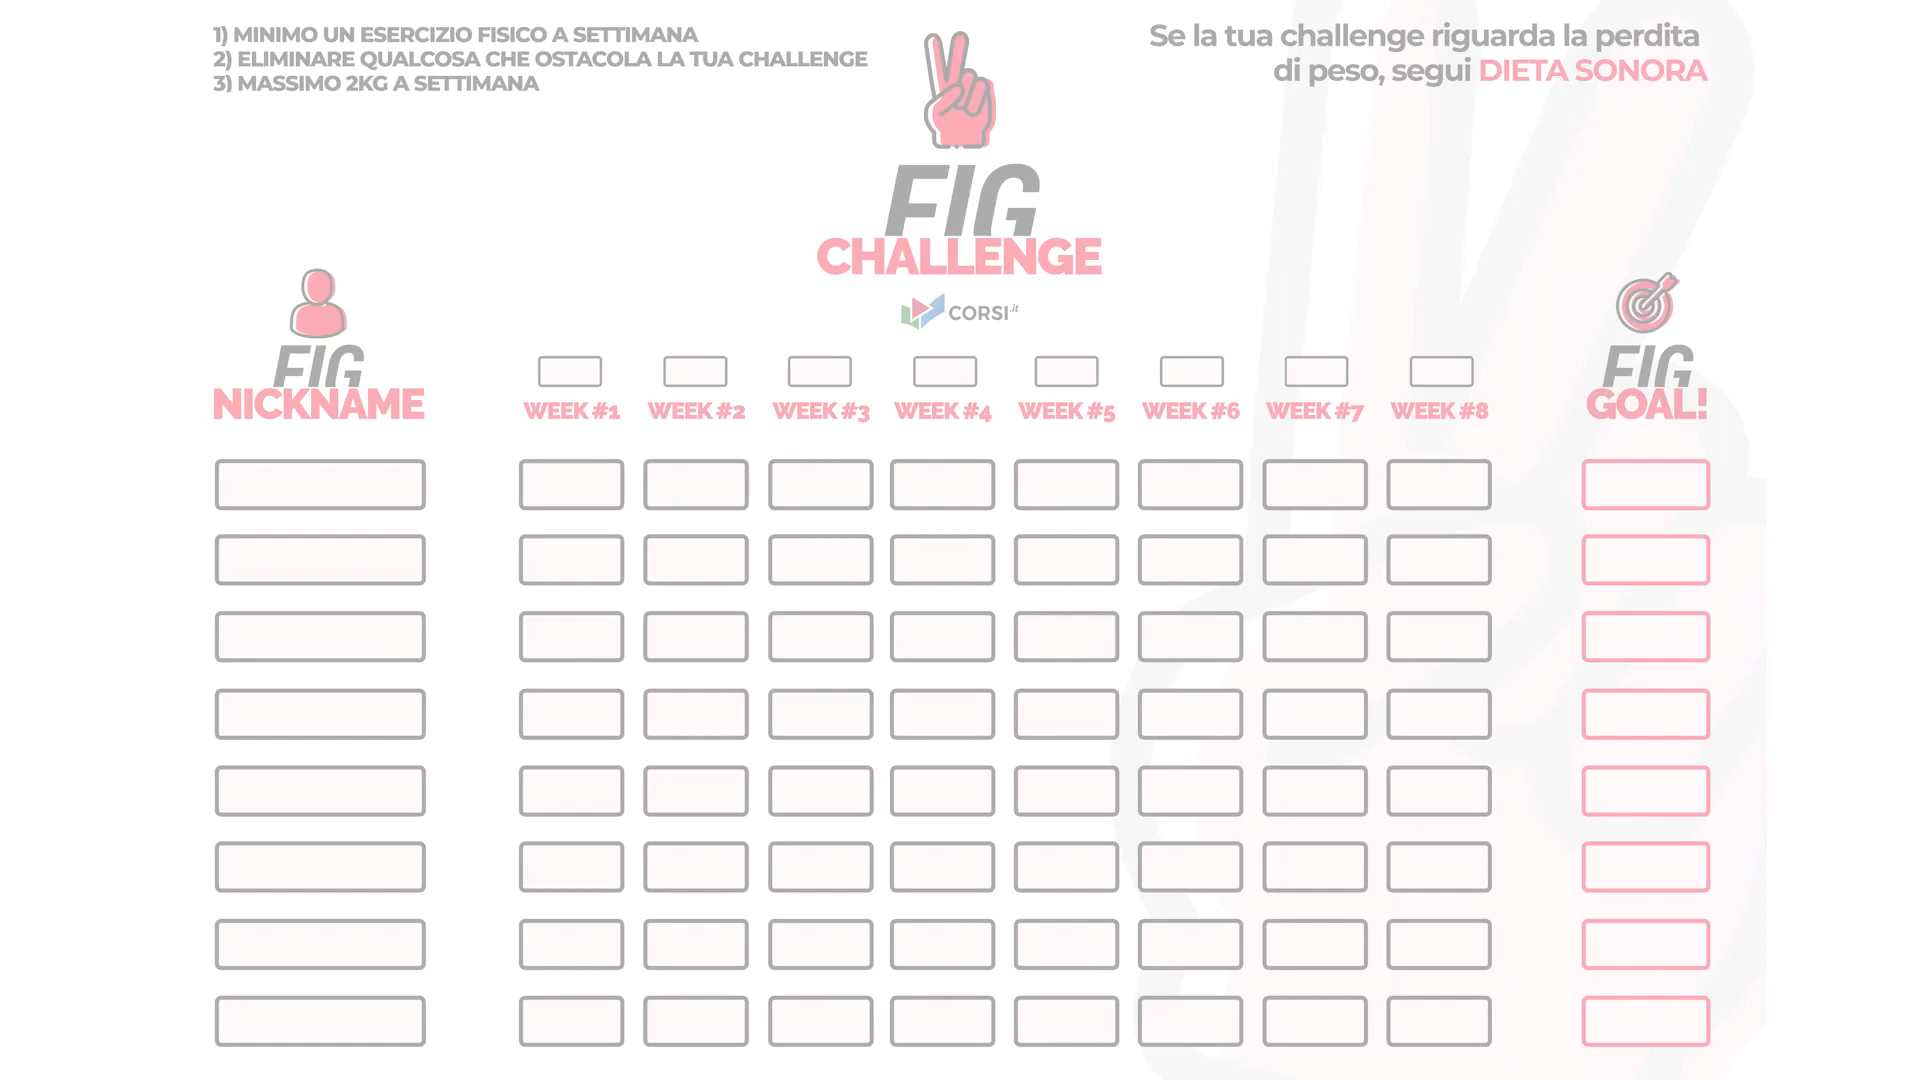 1) MINIMO UN ESERCIZIO FISICO A SETTIMANA
2) ELIMINARE QUALCOSA CHE OSTACOLA LA TUA CHALLENGE
3) MASSIMO 2KG A SETTIMANA
Se la tua challenge riguarda la perdita
di peso, segui DIETA SONORA
FIG
CHALLENGE
CORSI.it
FIG
NICKNAME
WEEK #1 WEEK #2 WEEK #3 WEEK #4 WEEK #5 WEEK #6 WEEK #7 WEEK #8
FIG
GOAL!